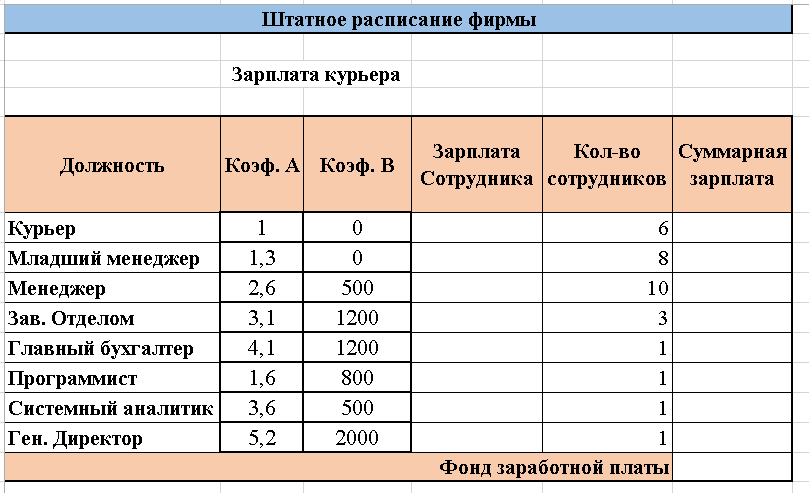 Штатное расписание фирмы
Зарплата курьера
Должность Коэф. А Коэф. В Зарплата Сотрудника Кол-во сотрудников Суммарная зарплата
Курьер 1 0 6
Младший менеджер 1,3 0 8
Менеджер 2,6 500 10
Зав. Отделом 3,1 1200 3
Главный бухгалтер 4,1 1200 1
Программист 1,6 800 1
Системный аналитик 3,6 500 1
Ген. Директор 5,2 2000 1
Фонд заработной платы